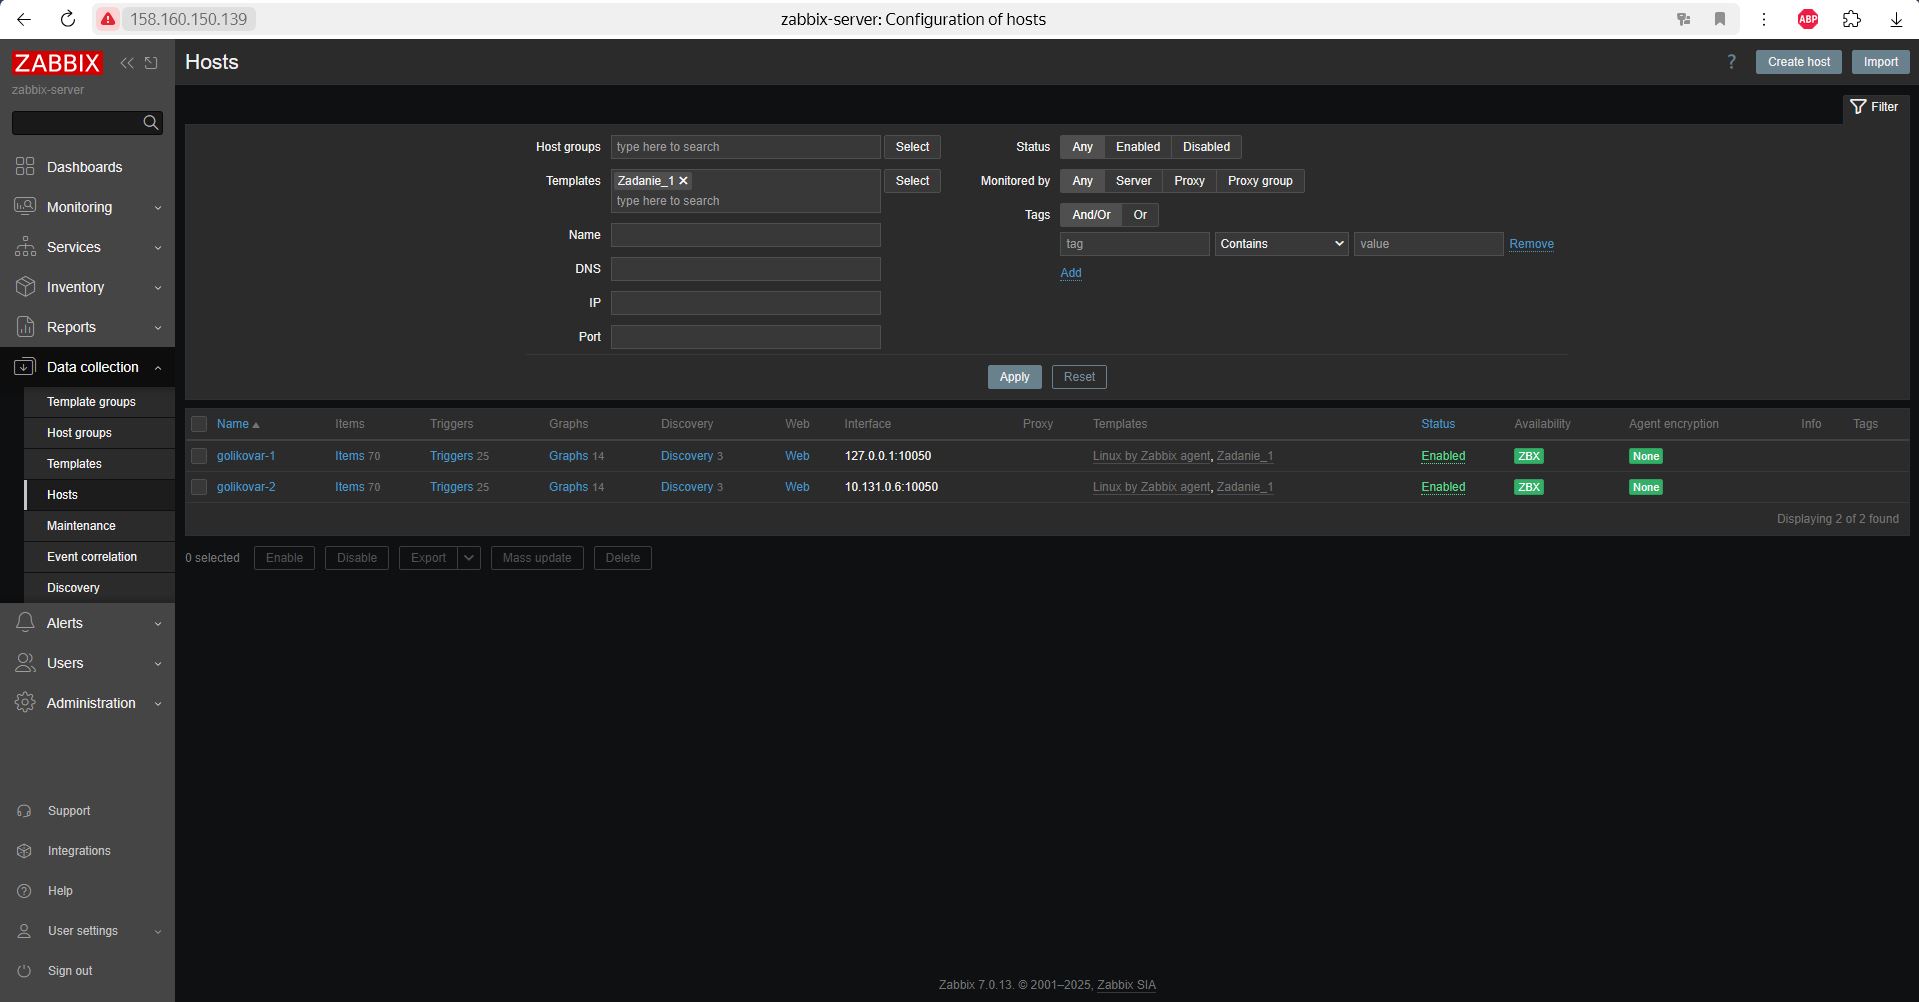 158.160.150.139
zabbix-server: Configuration of hosts
ABP
ZABBIX
zabbix-server
Hosts
?
Create host
Import
Filter
Dashboards
Monitoring
Services
Inventory
Reports
Data collection
Template groups
Host groups
Templates
Hosts
Maintenance
Event correlation
Discovery
Alerts
Users
Administration
Support
Integrations
Help
User settings
Sign out
Host groups type here to search Select
Templates Zadanie_1 Select
type here to search
Name
DNS
IP
Port
Status Any Enabled Disabled
Monitored by Any Server Proxy Proxy group
Tags And/Or Or
tag Contains value Remove
Add
Apply Reset
Name Items Triggers Graphs Discovery Web Interface Proxy Templates Status Availability Agent encryption Info Tags
golikovar-1 Items 70 Triggers 25 Graphs 14 Discovery 3 Web 127.0.0.1:10050 Linux by Zabbix agent, Zadanie_1 Enabled ZBX None
golikovar-2 Items 70 Triggers 25 Graphs 14 Discovery 3 Web 10.131.0.6:10050 Linux by Zabbix agent, Zadanie_1 Enabled ZBX None
Displaying 2 of 2 found
0 selected Enable Disable Export Mass update Delete
Zabbix 7.0.13. © 2001–2025, Zabbix SIA